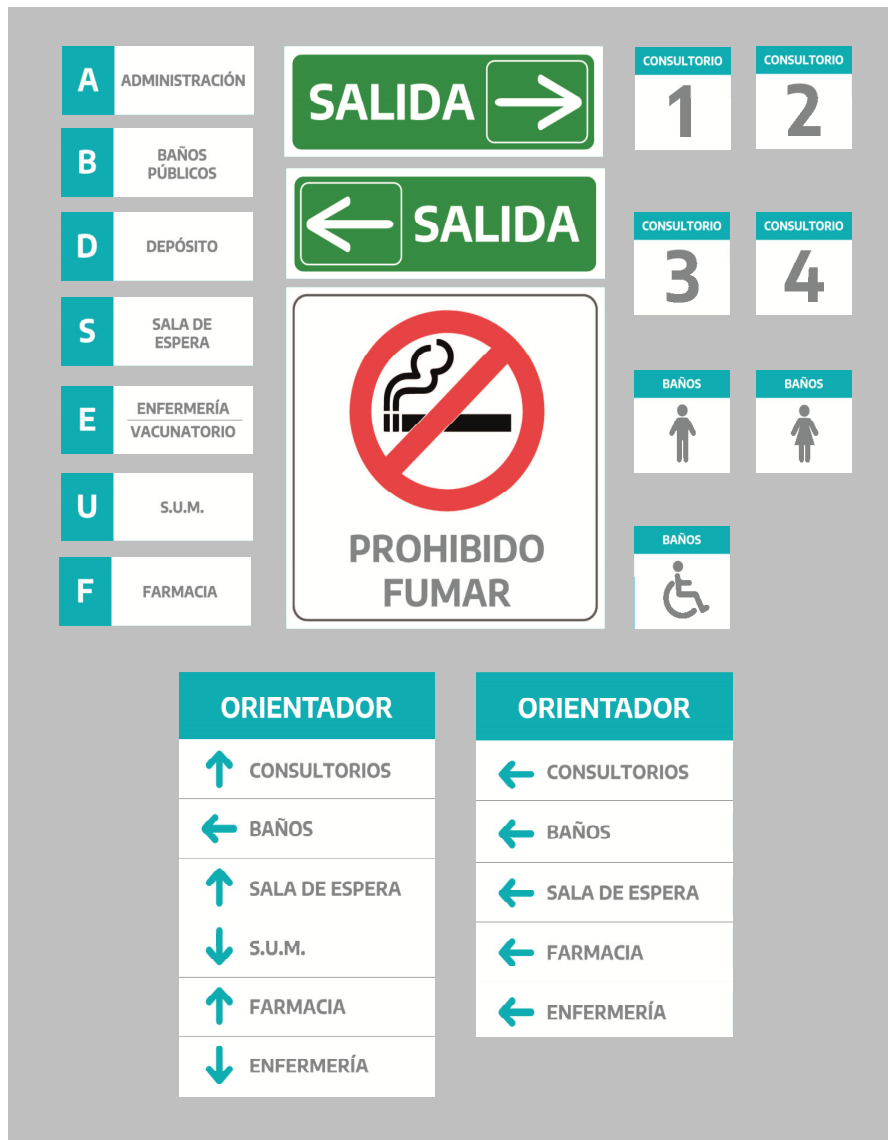 A
ADMINISTRACIÓN
B
BAÑOS
PÚBLICOS
D
DEPÓSITO
S
SALA DE
ESPERA
E
ENFERMERÍA
VACUNATORIO
U
S.U.M.
F
FARMACIA
SALIDA
SALIDA
PROHIBIDO
FUMAR
CONSULTORIO
1
CONSULTORIO
2
CONSULTORIO
3
CONSULTORIO
4
BAÑOS
BAÑOS
BAÑOS
ORIENTADOR
CONSULTORIOS
BAÑOS
SALA DE ESPERA
S.U.M.
FARMACIA
ENFERMERÍA
ORIENTADOR
CONSULTORIOS
BAÑOS
SALA DE ESPERA
FARMACIA
ENFERMERÍA